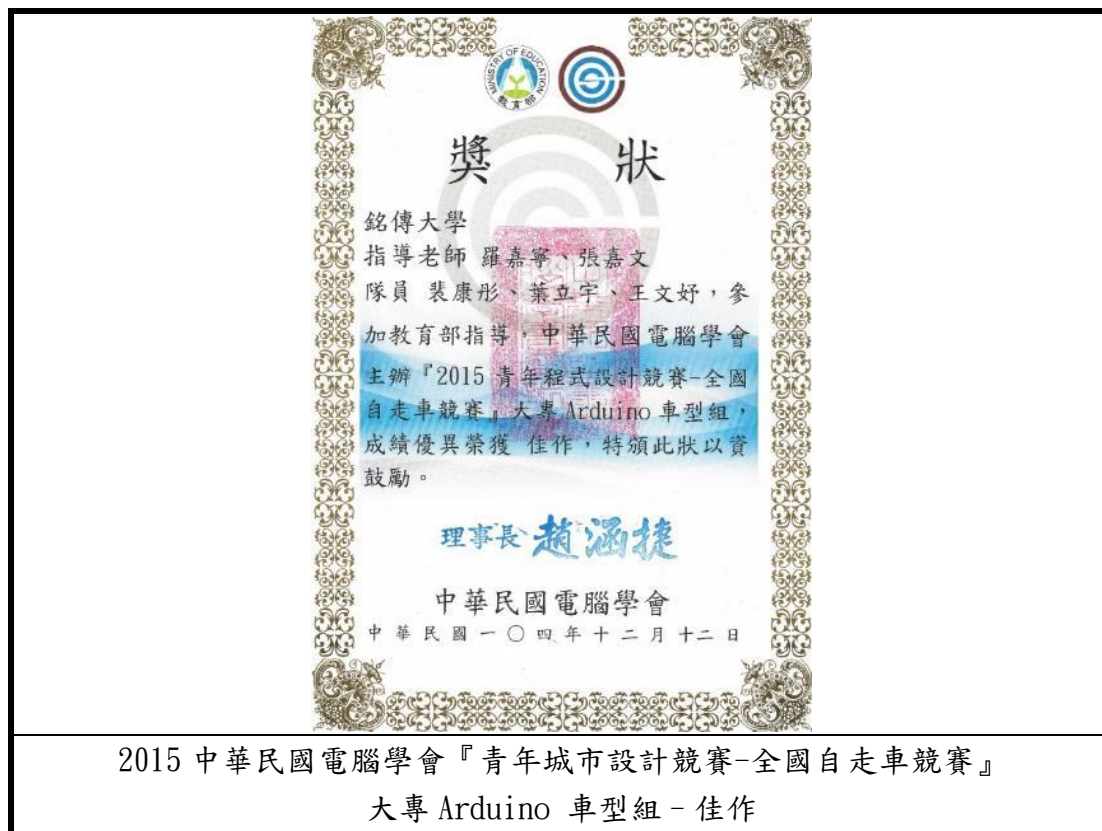 MINISTRY OF EDUCATION
教育部
獎 狀
銘傳大學
指導老師 羅嘉寧、張嘉文
隊員 裴康彤、葉立宇、王文妤，參
加教育部指導，中華民國電腦學會
主辦『2015 青年程式設計競賽-全國
自走車競賽』大專 Arduino 車型組，
成績優異榮獲 佳作，特頒此狀以資
鼓勵。
理事長 趙涵捷
中華民國電腦學會
中華民國一〇四年十二月十二日
2015 中華民國電腦學會『青年城市設計競賽-全國自走車競賽』
大專 Arduino 車型組 - 佳作